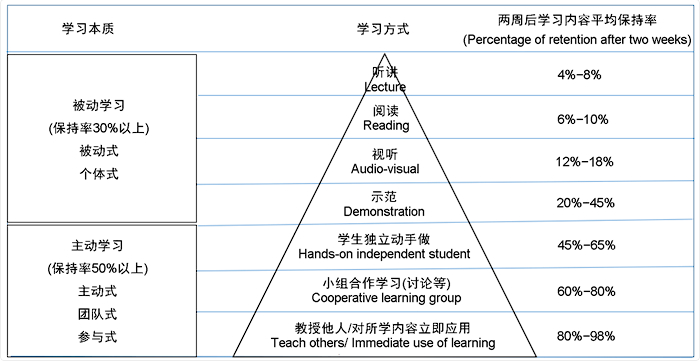 学习本质
学习方式
两周后学习内容平均保持率
(Percentage of retention after two weeks)
被动学习
(保持率30%以上)
被动式
个体式
听讲
Lecture
4%–8%
阅读
Reading
6%–10%
视听
Audio-visual
12%–18%
示范
Demonstration
20%–45%
主动学习
(保持率50%以上)
主动式
团队式
参与式
学生独立动手做
Hands-on independent student
45%–65%
小组合作学习(讨论等)
Cooperative learning group
60%–80%
教授他人/对所学内容立即应用
Teach others/ Immediate use of learning
80%–98%